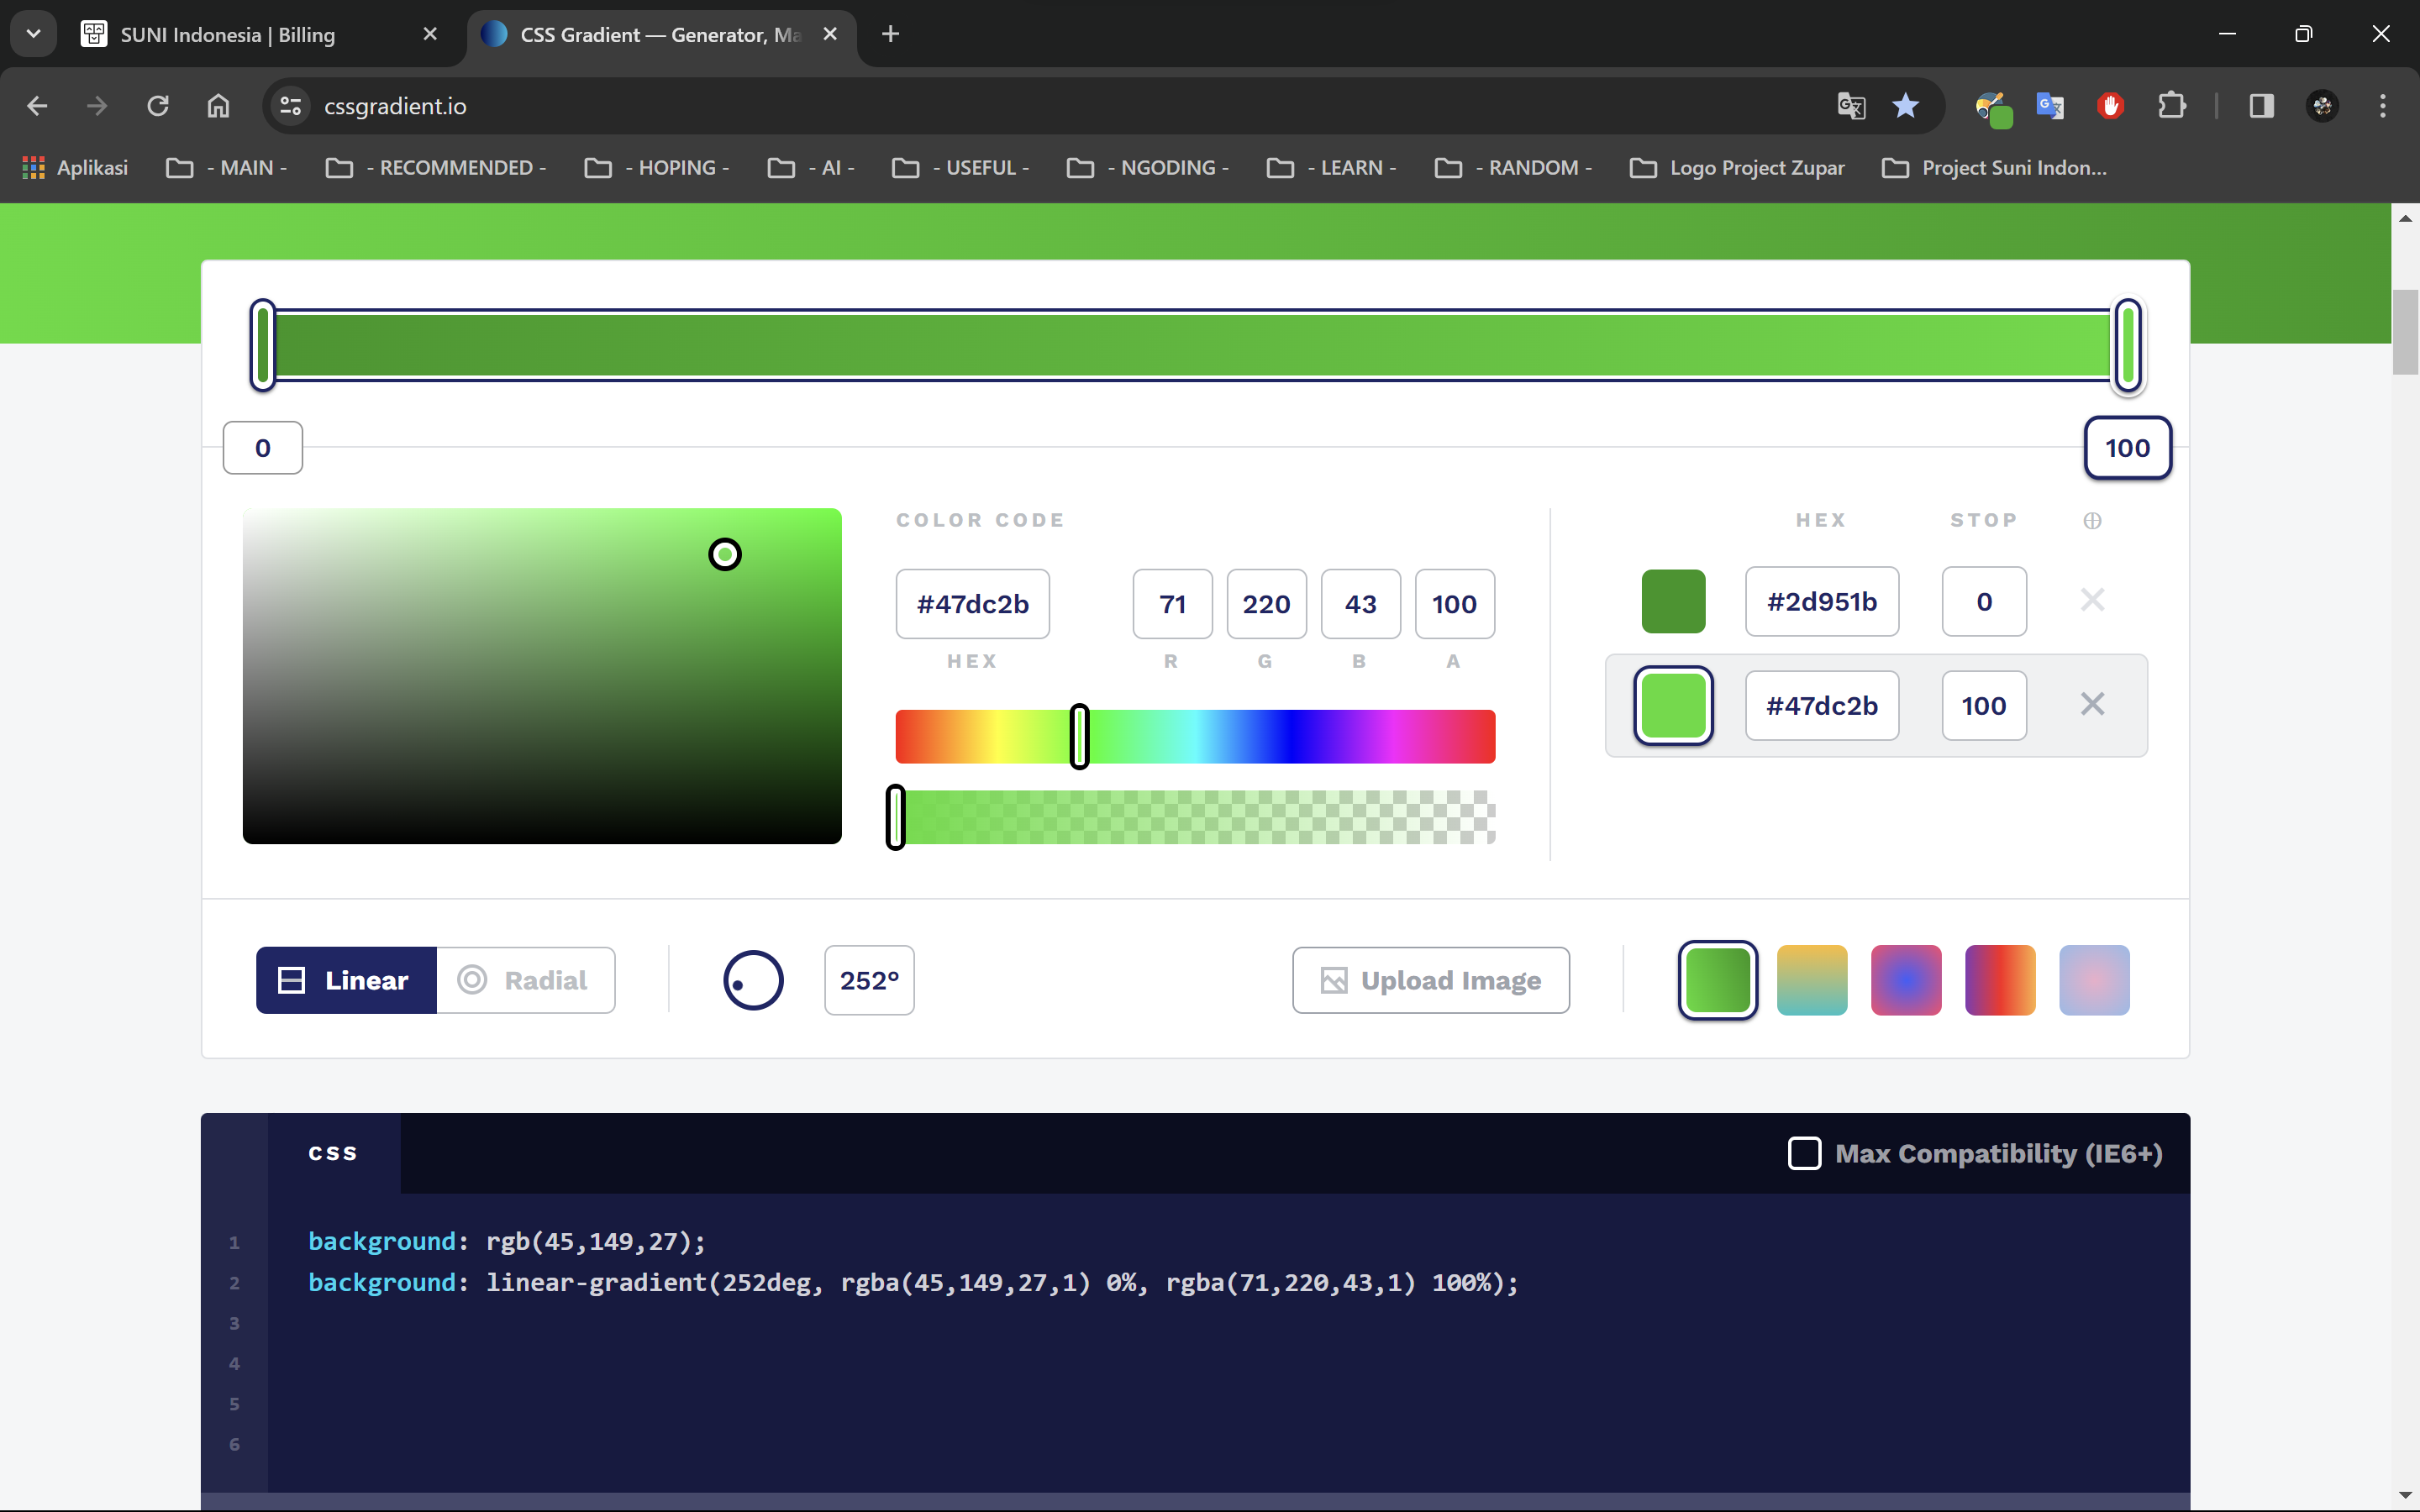 SUNI Indonesia | Billing
CSS Gradient — Generator, Ma
cssgradient.io
Aplikasi
- MAIN -
- RECOMMENDED -
- HOPING -
- AI -
- USEFUL -
- NGODING -
- LEARN -
- RANDOM -
Logo Project Zupar
Project Suni Indon...
0
100
COLOR CODE
HEX STOP
#47dc2b 71 220 43 100
HEX R G B A
#2d951b 0
#47dc2b 100
Linear
Radial
252°
Upload Image
css
Max Compatibility (IE6+)
1 background: rgb(45,149,27);
2 background: linear-gradient(252deg, rgba(45,149,27,1) 0%, rgba(71,220,43,1) 100%);
3
4
5
6